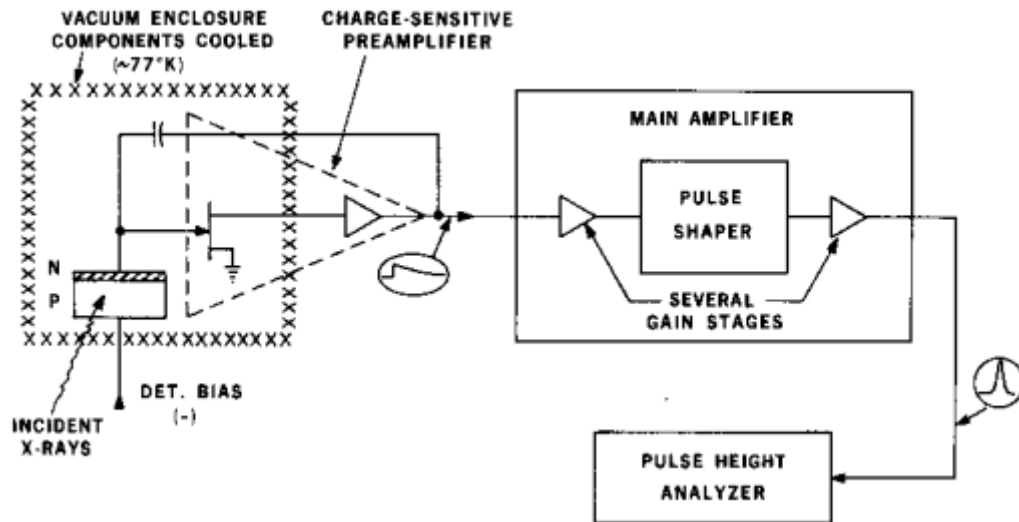 VACUUM ENCLOSURE
COMPONENTS COOLED
(~77°K)
CHARGE-SENSITIVE
PREAMPLIFIER
MAIN AMPLIFIER
PULSE
SHAPER
N
P
SEVERAL
GAIN STAGES
DET. BIAS
(-)
INCIDENT
X-RAYS
PULSE HEIGHT
ANALYZER